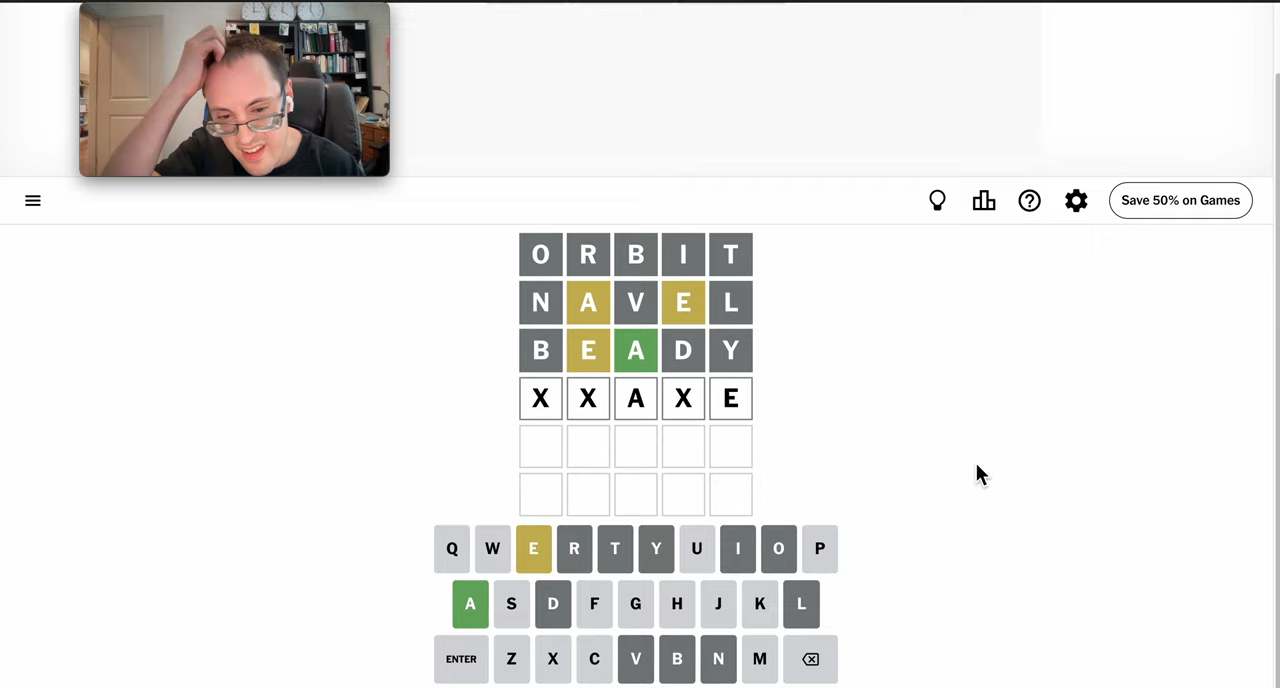 Save 50% on Games
O R B I T
N A V E L
B E A D Y
X X A X E
Q W E R T Y U I O P
A S D F G H J K L
ENTER Z X C V B N M